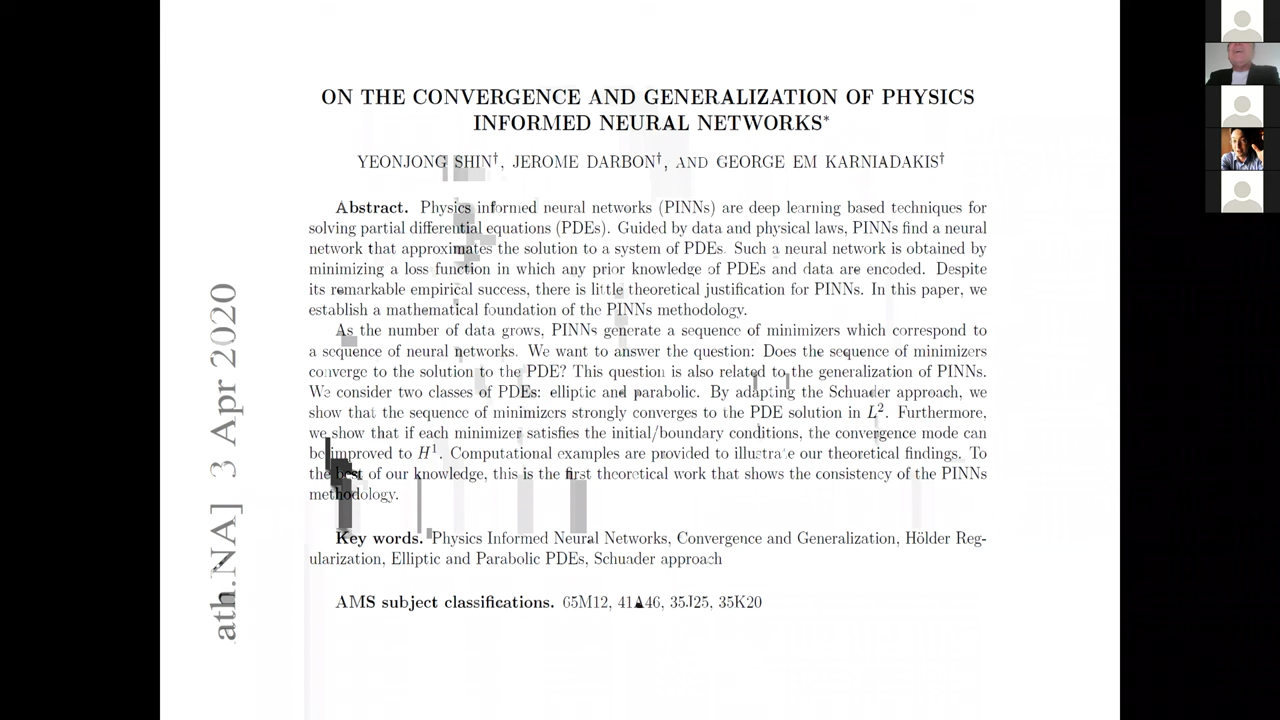 ON THE CONVERGENCE AND GENERALIZATION OF PHYSICS
INFORMED NEURAL NETWORKS*
YEONJONG SHIN†, JEROME DARBON†, AND GEORGE EM KARNIADAKIS†
Abstract. Physics informed neural networks (PINNs) are deep learning based techniques for
solving partial differential equations (PDEs). Guided by data and physical laws, PINNs find a neural
network that approximates the solution to a system of PDEs. Such a neural network is obtained by
minimizing a loss function in which any prior knowledge of PDEs and data are encoded. Despite
its remarkable empirical success, there is little theoretical justification for PINNs. In this paper, we
establish a mathematical foundation of the PINNs methodology.
As the number of data grows, PINNs generate a sequence of minimizers which correspond to
a sequence of neural networks. We want to answer the question: Does the sequence of minimizers
converge to the solution to the PDE? This question is also related to the generalization of PINNs.
We consider two classes of PDEs: elliptic and parabolic. By adapting the Schuader approach, we
show that the sequence of minimizers strongly converges to the PDE solution in L². Furthermore,
we show that if each minimizer satisfies the initial/boundary conditions, the convergence mode can
be improved to H¹. Computational examples are provided to illustrate our theoretical findings. To
the best of our knowledge, this is the first theoretical work that shows the consistency of the PINNs
methodology.
Key words. Physics Informed Neural Networks, Convergence and Generalization, Hölder Reg-
ularization, Elliptic and Parabolic PDEs, Schuader approach
AMS subject classifications. 65M12, 41A46, 35J25, 35K20
ath.NA] 3 Apr 2020